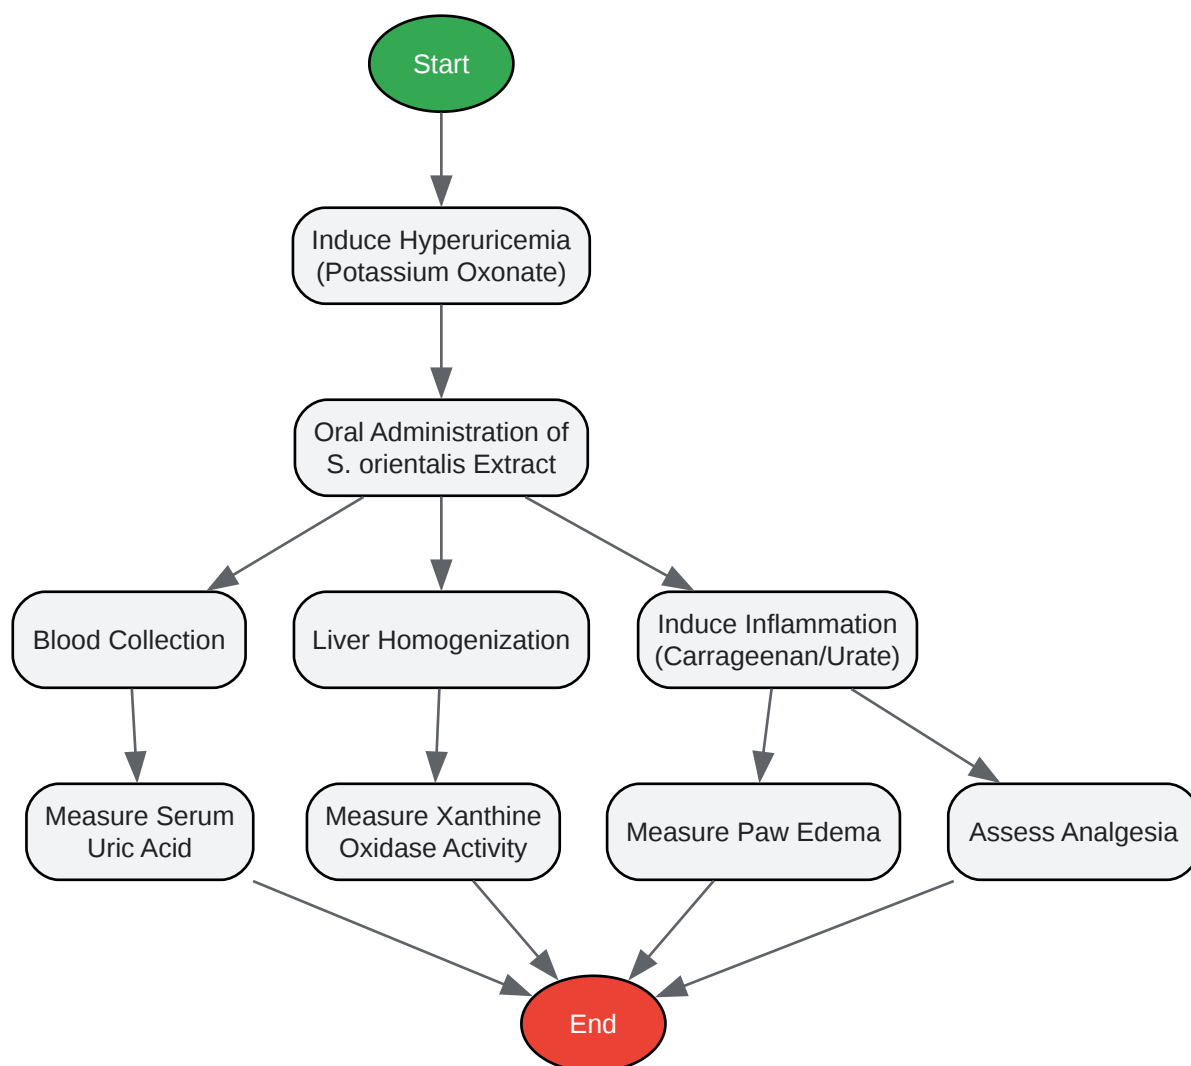 Start
Induce Hyperuricemia
(Potassium Oxonate)
Oral Administration of
S. orientalis Extract
Blood Collection
Liver Homogenization
Induce Inflammation
(Carrageenan/Urate)
Measure Serum
Uric Acid
Measure Xanthine
Oxidase Activity
Measure Paw Edema
Assess Analgesia
End